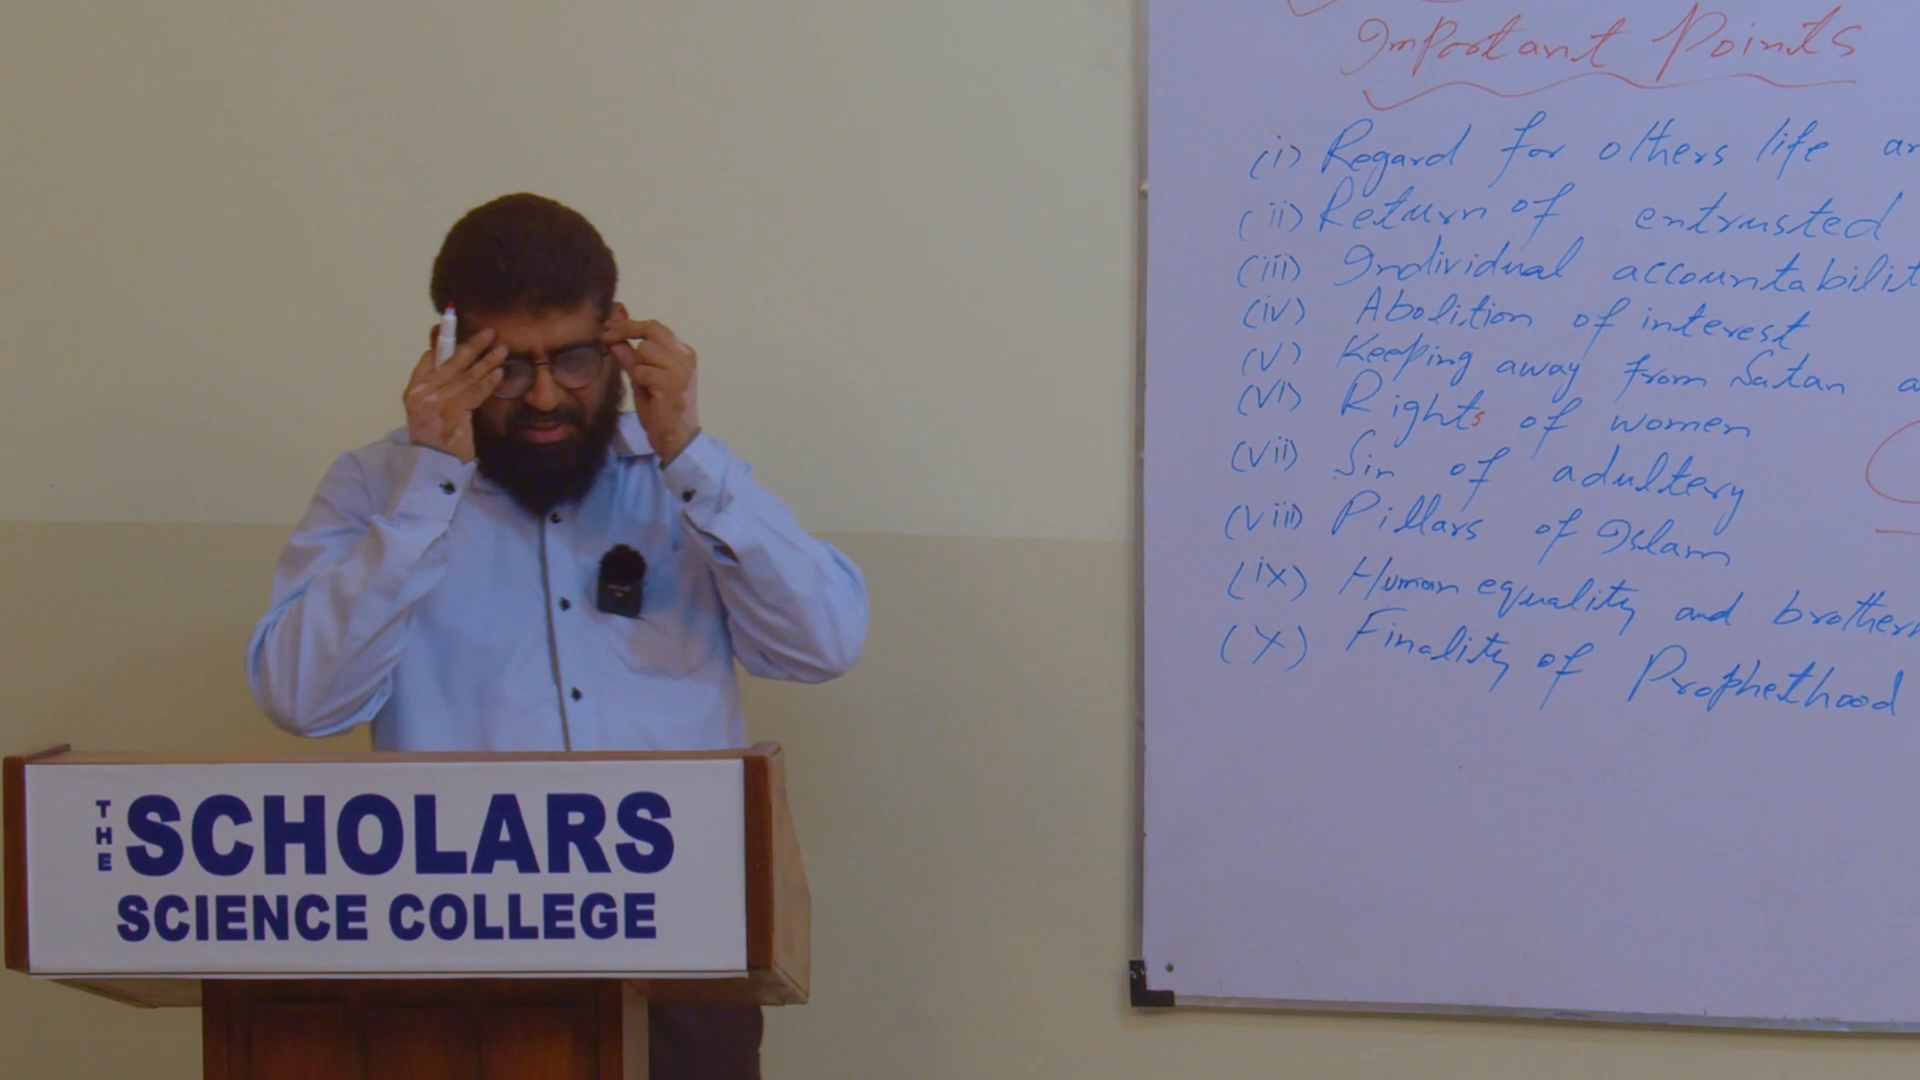 THE SCHOLARS
SCIENCE COLLEGE
Important Points
(i) Regard for others life
(ii) Return of entrusted
(iii) Individual accountabilit
(iv) Abolition of interest
(v) Keeping away from Satan a
(vi) Rights of women
(vii) Sin of adultery
(viii) Pillars of Islam
(ix) Human equality and brotherh
(x) Finality of Prophethood